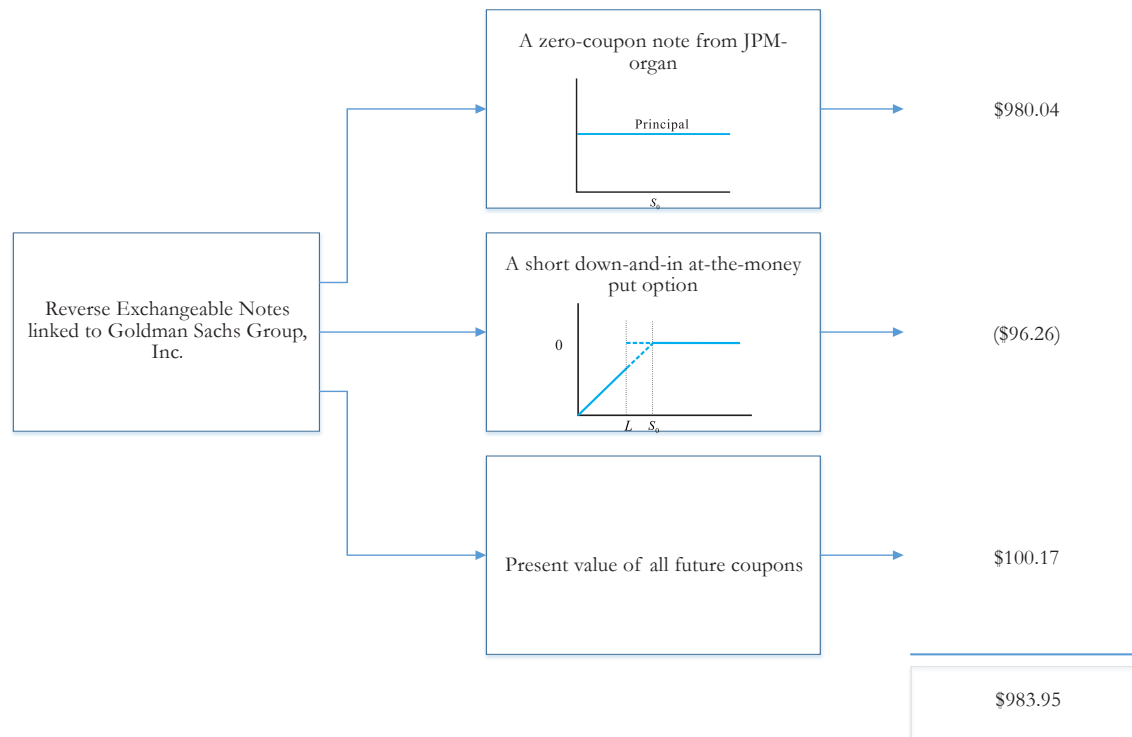 A zero-coupon note from JPM-
organ
Principal
S₀
$980.04
Reverse Exchangeable Notes
linked to Goldman Sachs Group,
Inc.
A short down-and-in at-the-money
put option
0
L S₀
($96.26)
Present value of all future coupons
$100.17
$983.95